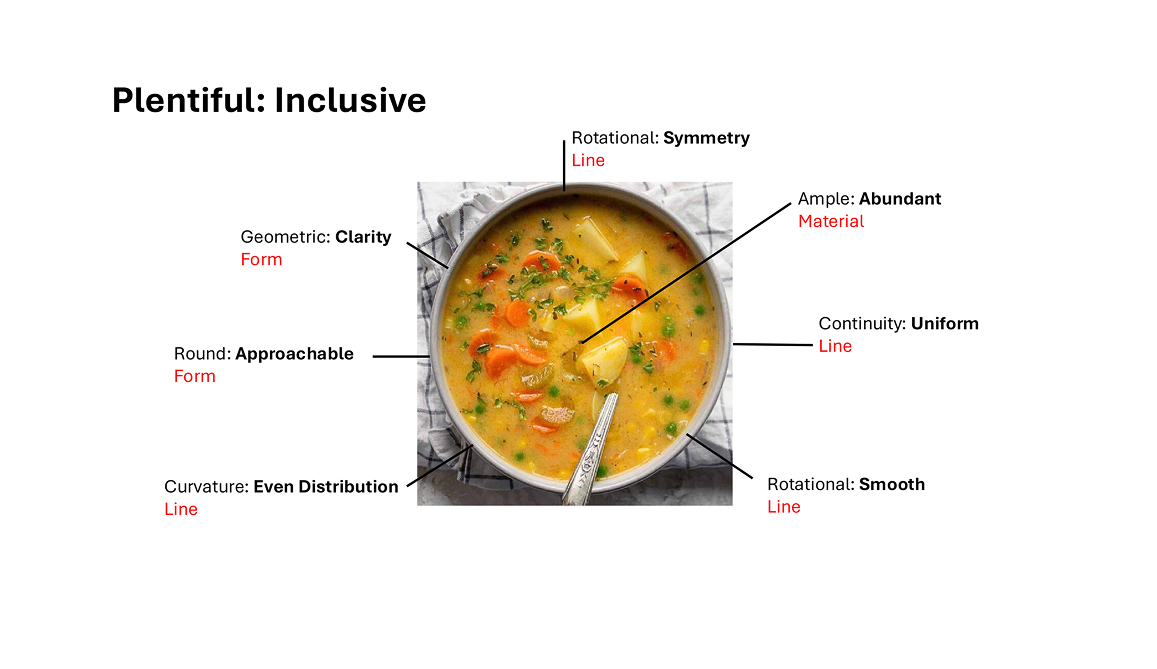 Plentiful: Inclusive
Rotational: Symmetry
Line
Ample: Abundant
Material
Geometric: Clarity
Form
Continuity: Uniform
Line
Round: Approachable
Form
Curvature: Even Distribution
Line
Rotational: Smooth
Line